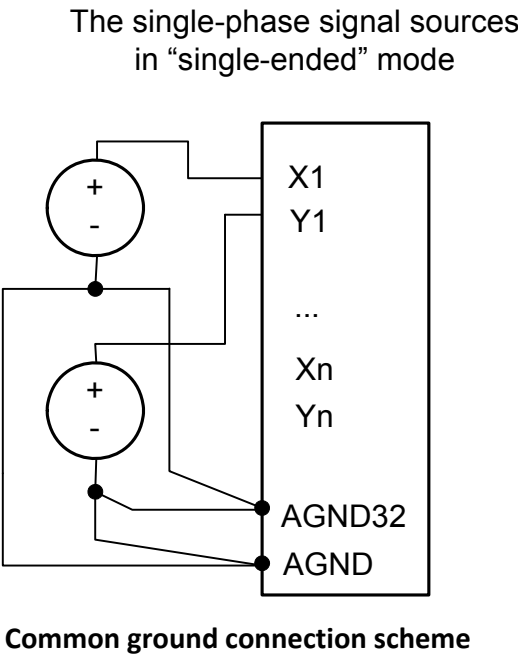 The single-phase signal sources
in “single-ended” mode
+
-
X1
Y1
...
+
-
Xn
Yn
AGND32
AGND
Common ground connection scheme